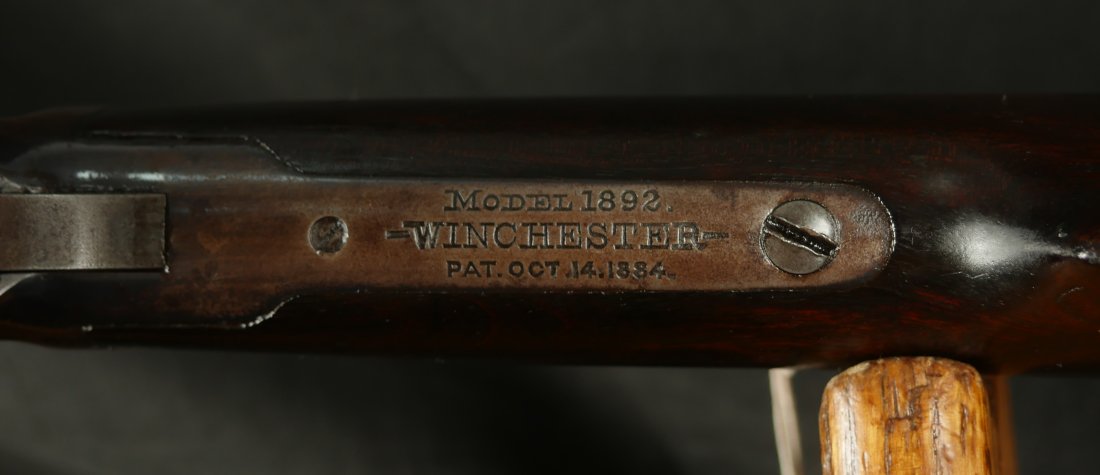 MODEL 1892.
WINCHESTER
PAT. OCT. 14. 1884.